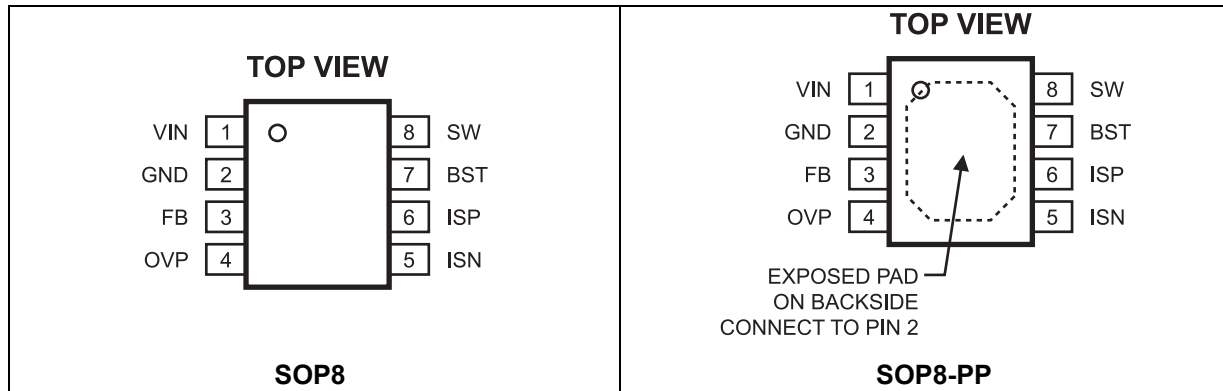 TOP VIEW
VIN 1 8 SW
GND 2 7 BST
FB 3 6 ISP
OVP 4 5 ISN
SOP8
TOP VIEW
VIN 1 8 SW
GND 2 7 BST
FB 3 6 ISP
OVP 4 5 ISN
EXPOSED PAD
ON BACKSIDE
CONNECT TO PIN 2
SOP8-PP